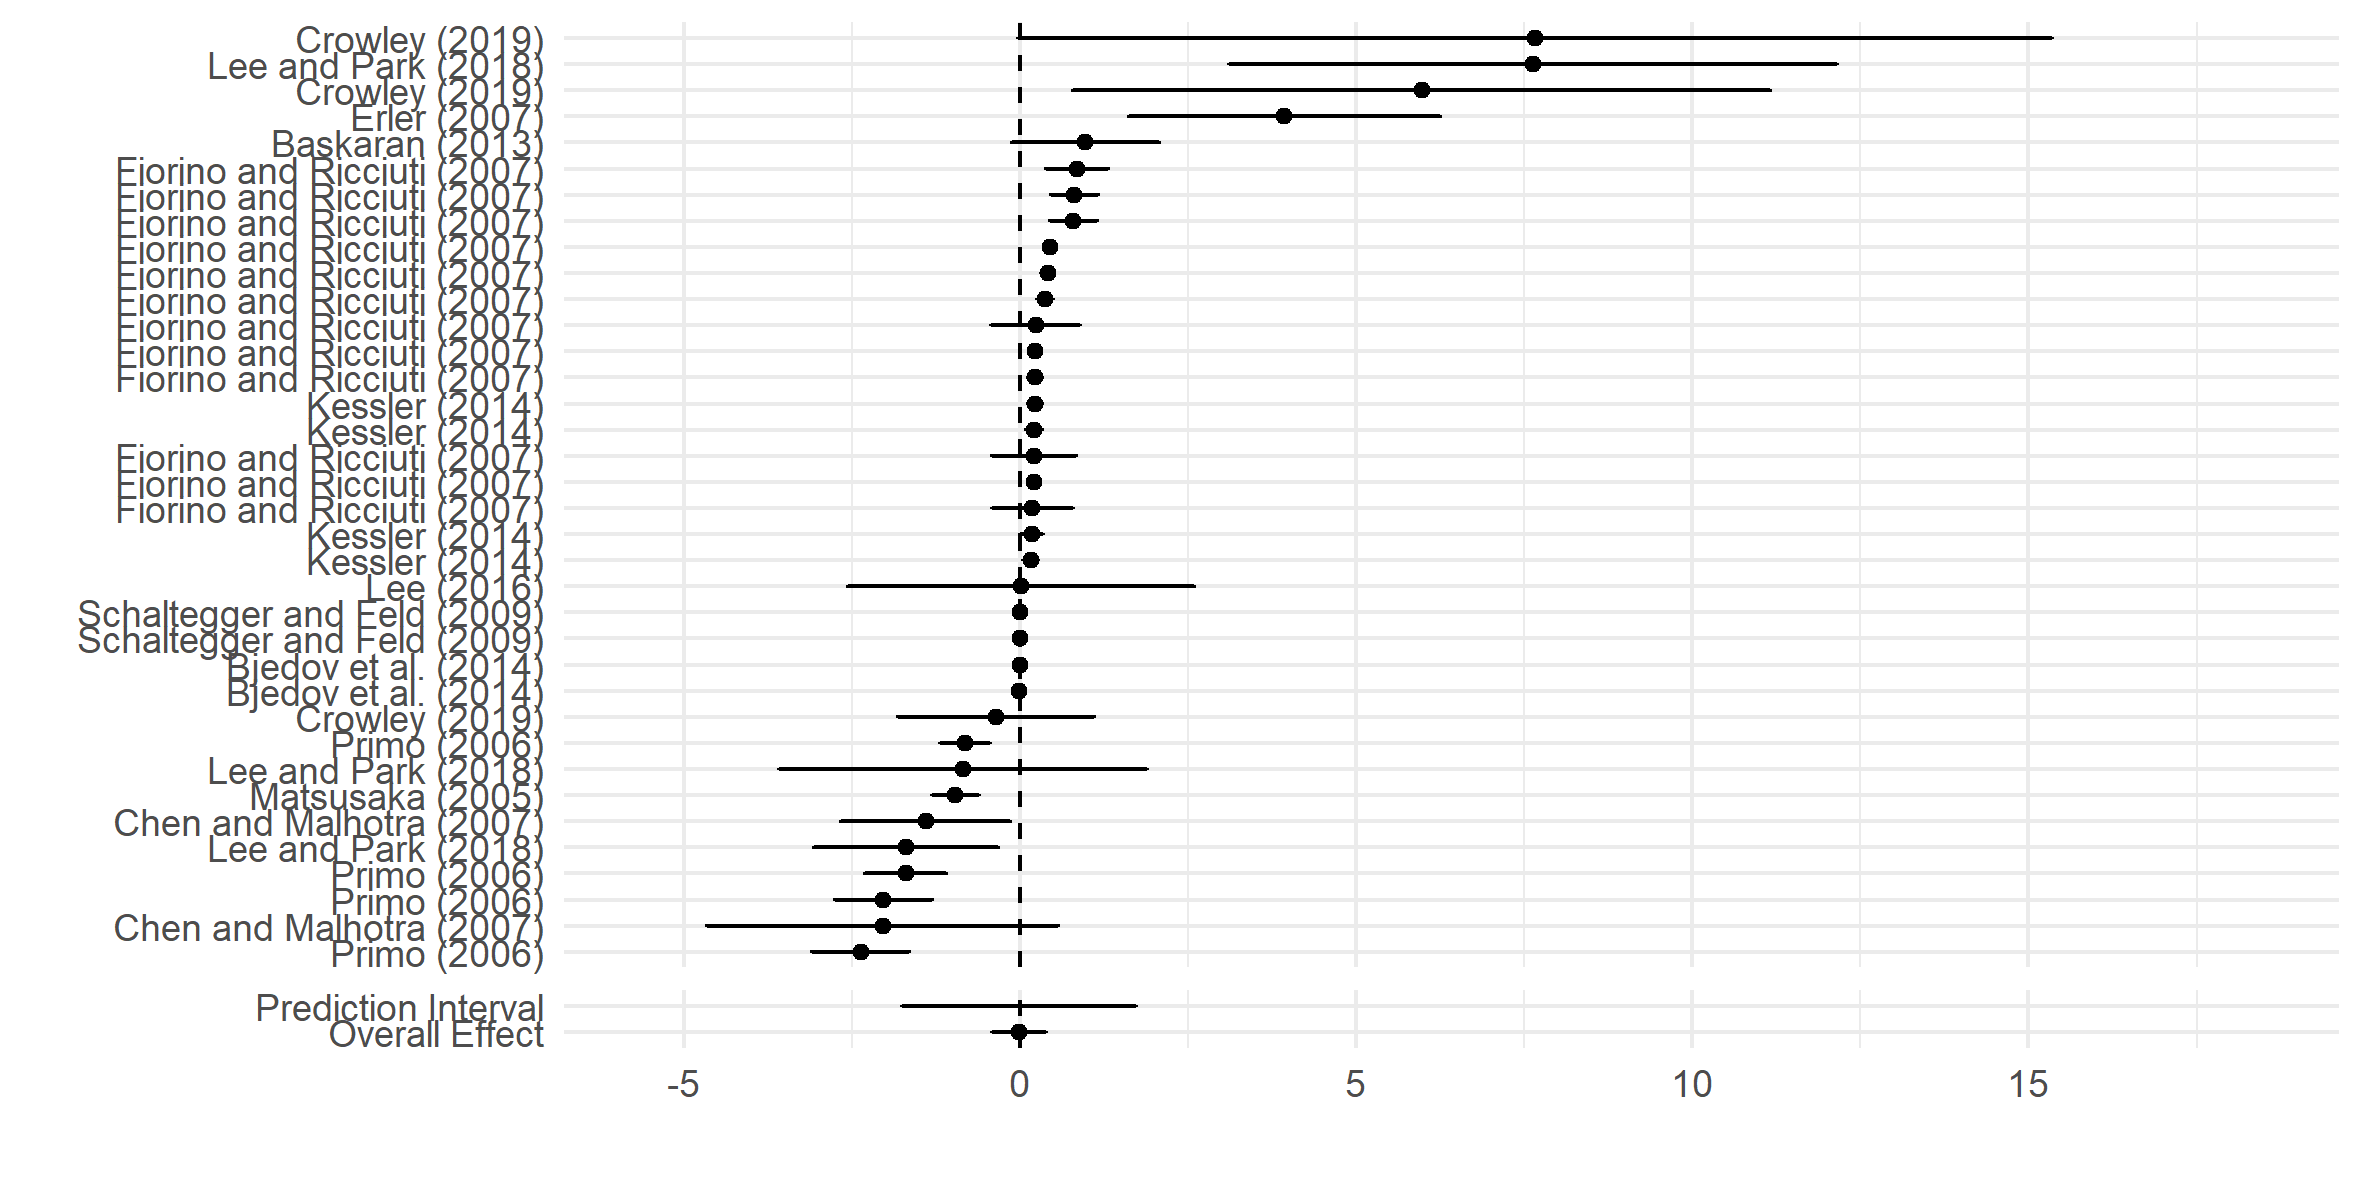 Crowley (2019)
Lee and Park (2018)
Crowley (2019)
Erler (2007)
Baskaran (2013)
Fiorino and Ricciuti (2007)
Fiorino and Ricciuti (2007)
Fiorino and Ricciuti (2007)
Fiorino and Ricciuti (2007)
Fiorino and Ricciuti (2007)
Fiorino and Ricciuti (2007)
Fiorino and Ricciuti (2007)
Fiorino and Ricciuti (2007)
Fiorino and Ricciuti (2007)
Kessler (2014)
Kessler (2014)
Fiorino and Ricciuti (2007)
Fiorino and Ricciuti (2007)
Fiorino and Ricciuti (2007)
Kessler (2014)
Kessler (2014)
Lee (2016)
Schaltegger and Feld (2009)
Schaltegger and Feld (2009)
Bjedov et al. (2014)
Bjedov et al. (2014)
Crowley (2019)
Primo (2006)
Lee and Park (2018)
Matsusaka (2005)
Chen and Malhotra (2007)
Lee and Park (2018)
Primo (2006)
Primo (2006)
Chen and Malhotra (2007)
Primo (2006)
Prediction Interval
Overall Effect
-5 0 5 10 15